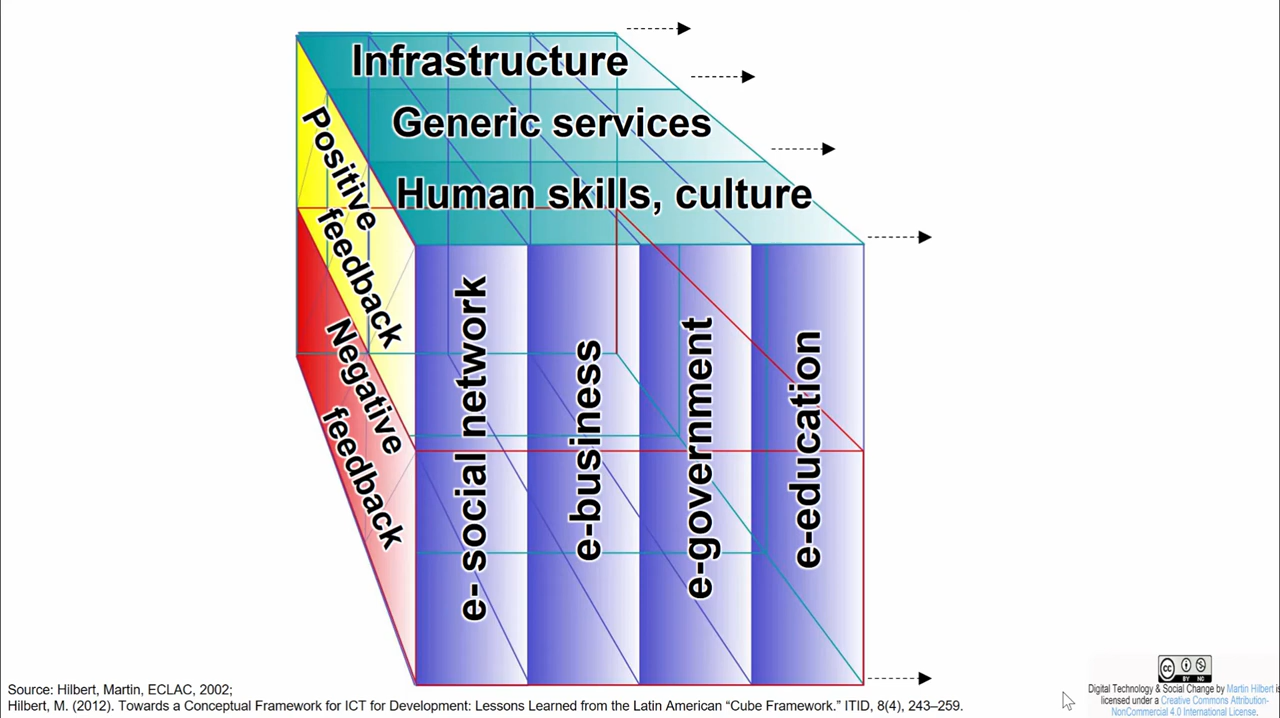 Infrastructure
Generic services
Human skills, culture
Positive
feedback
Negative
feedback
e- social network
e-business
e-government
e-education
Source: Hilbert, Martin, ECLAC, 2002;
Hilbert, M. (2012). Towards a Conceptual Framework for ICT for Development: Lessons Learned from the Latin American “Cube Framework.” ITID, 8(4), 243–259.
cc
BY NC
Digital Technology & Social Change by Martin Hilbert is
licensed under a Creative Commons Attribution-
NonCommercial 4.0 International License,